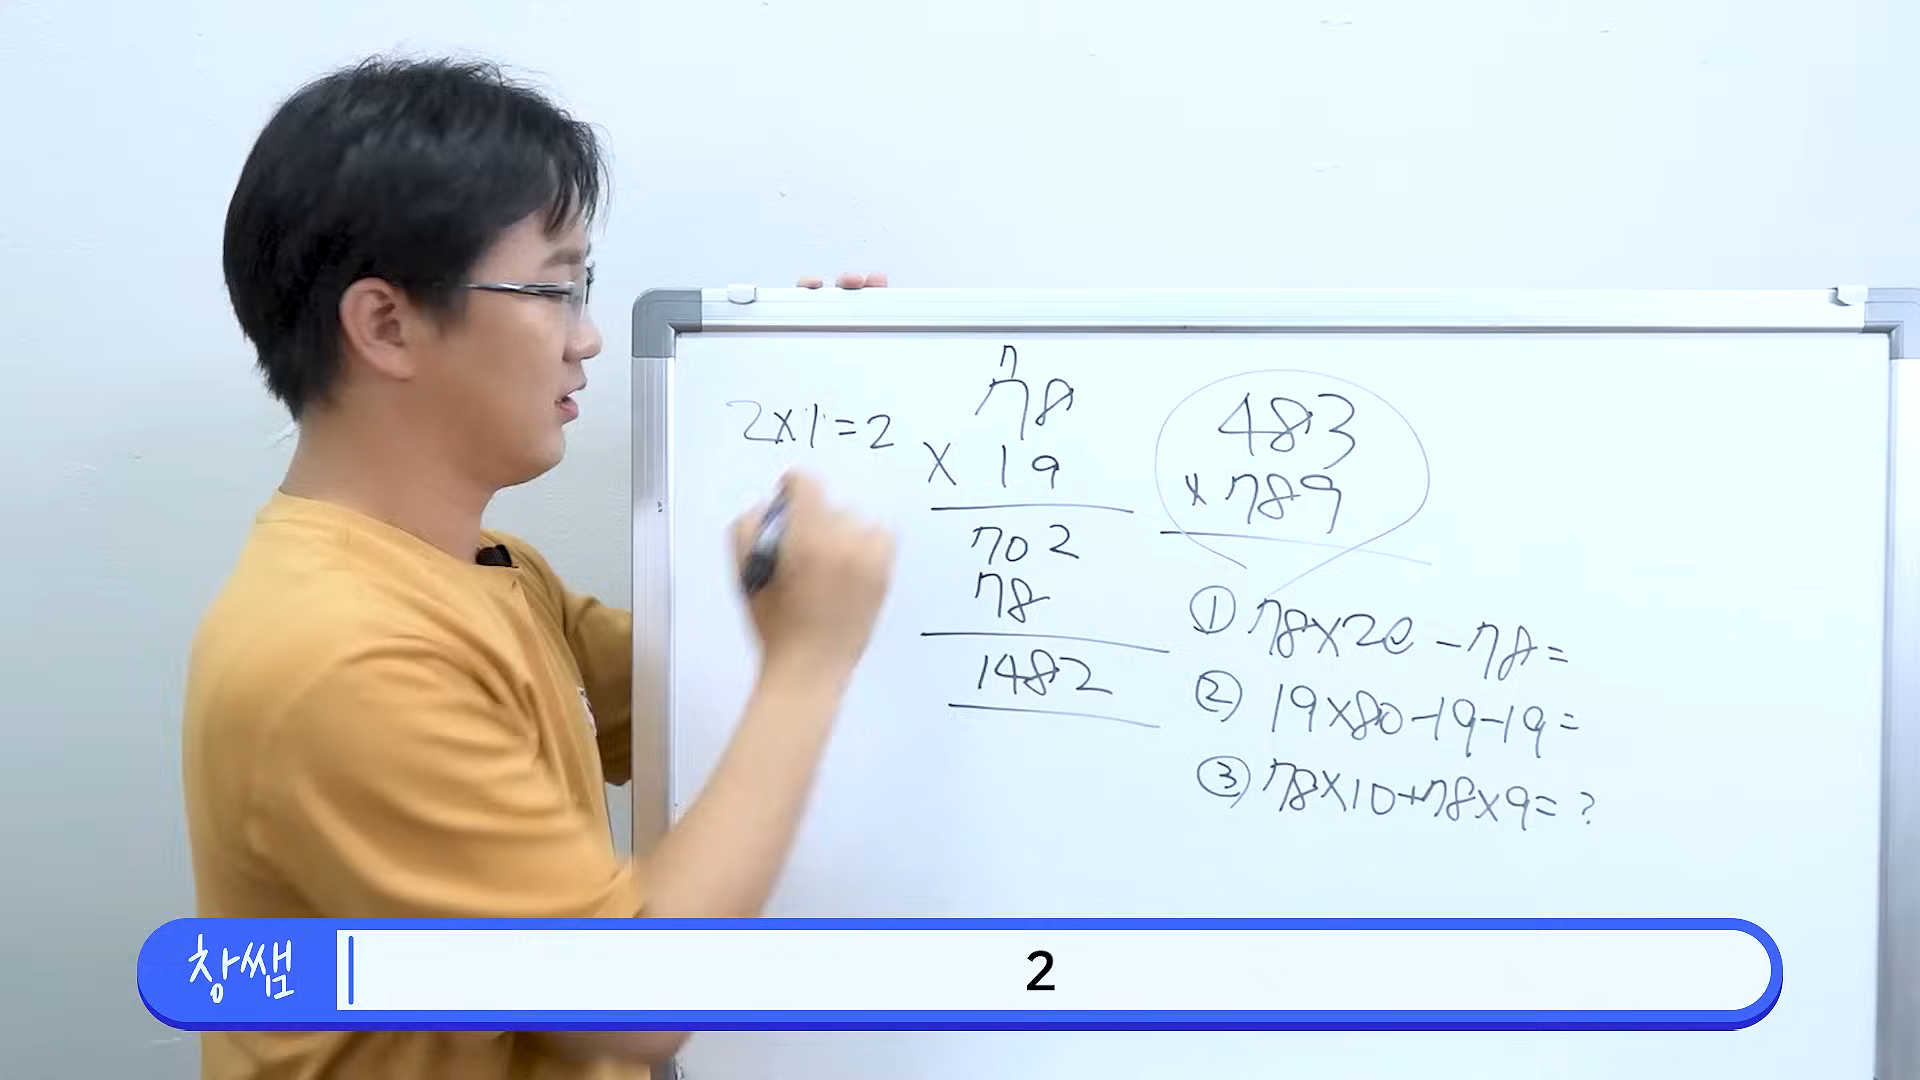 2x1=2
7
78
x 19
702
78
1482
483
x 789
① 78x20-78=
② 19x80-19-19=
③ 78x10+78x9=?
창쌤
2